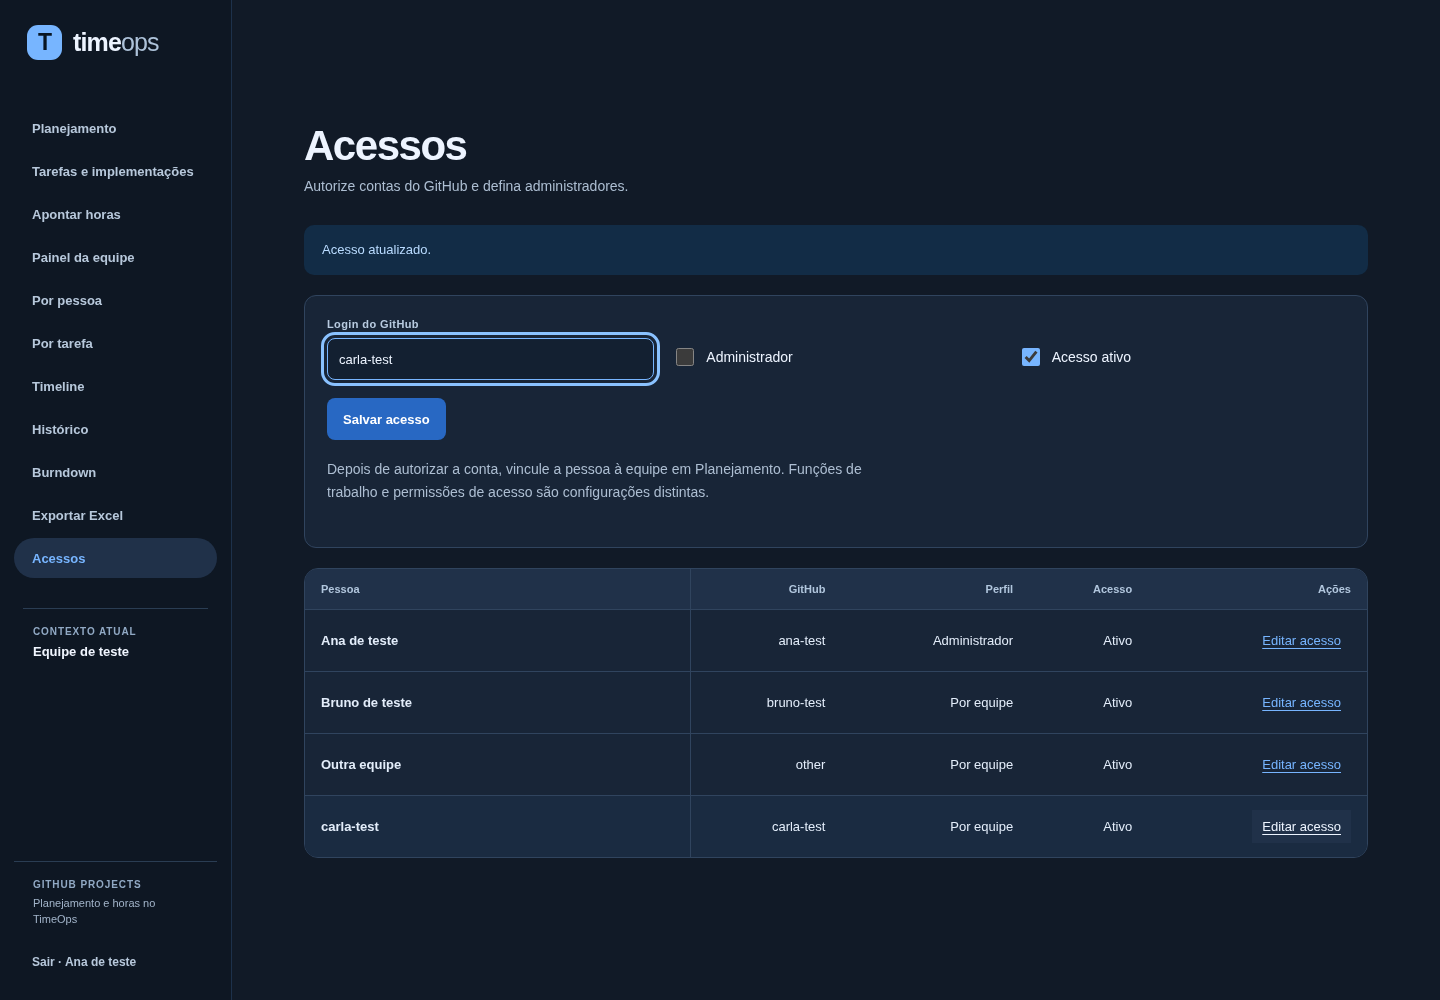 T timeops
Planejamento
Tarefas e implementações
Apontar horas
Painel da equipe
Por pessoa
Por tarefa
Timeline
Histórico
Burndown
Exportar Excel
Acessos
CONTEXTO ATUAL
Equipe de teste
GITHUB PROJECTS
Planejamento e horas no
TimeOps
Sair · Ana de teste
Acessos
Autorize contas do GitHub e defina administradores.
Acesso atualizado.
Login do GitHub
carla-test Administrador Acesso ativo
Salvar acesso
Depois de autorizar a conta, vincule a pessoa à equipe em Planejamento. Funções de
trabalho e permissões de acesso são configurações distintas.
Pessoa GitHub Perfil Acesso Ações
Ana de teste ana-test Administrador Ativo Editar acesso
Bruno de teste bruno-test Por equipe Ativo Editar acesso
Outra equipe other Por equipe Ativo Editar acesso
carla-test carla-test Por equipe Ativo Editar acesso